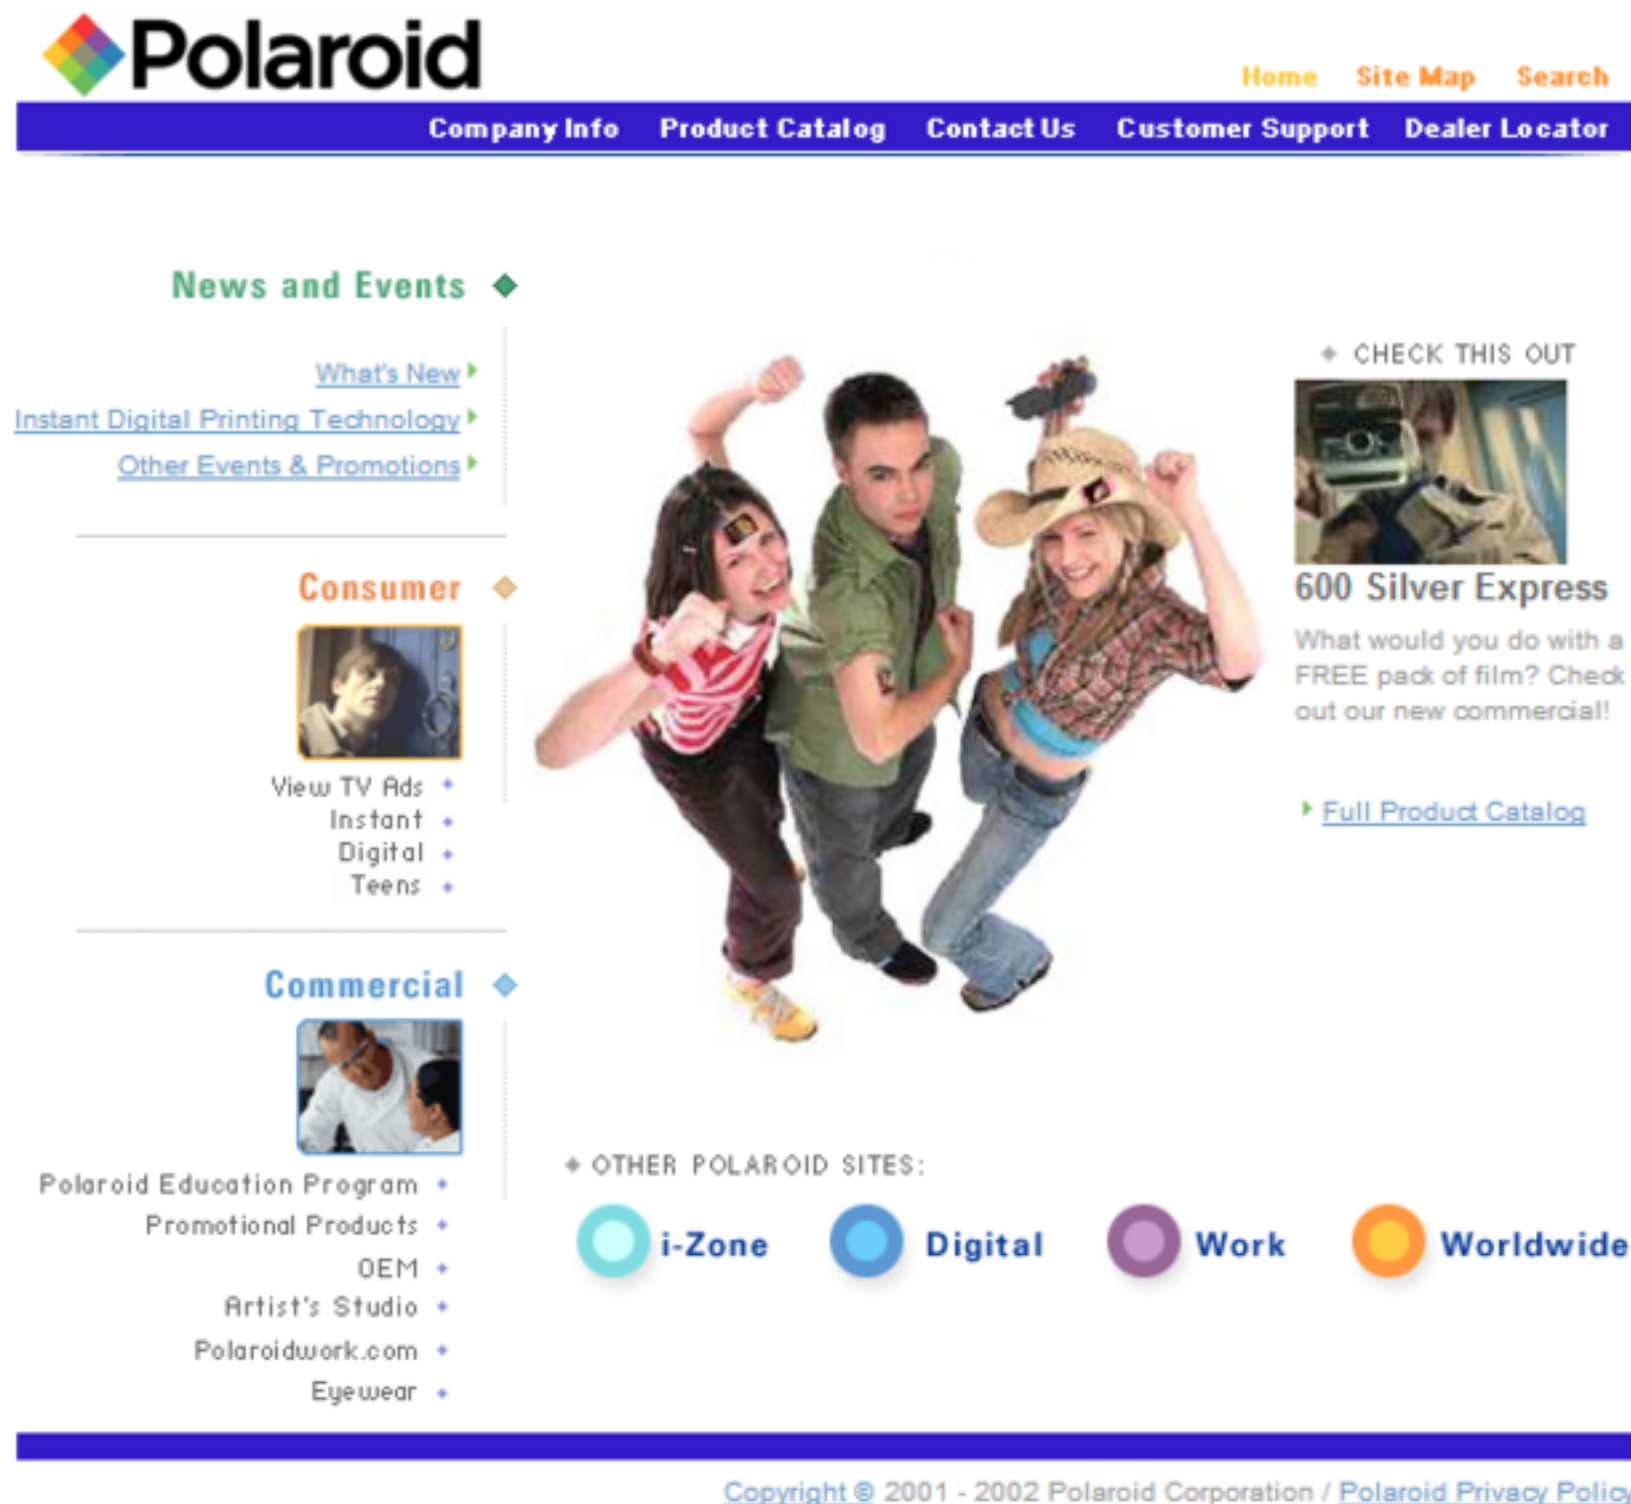 Polaroid
Home Site Map Search
Company Info Product Catalog Contact Us Customer Support Dealer Locator
News and Events
What's New
Instant Digital Printing Technology
Other Events & Promotions
Consumer
View TV Ads
Instant
Digital
Teens
Commercial
Polaroid Education Program
Promotional Products
OEM
Artist's Studio
Polaroidwork.com
Eyewear
CHECK THIS OUT
600 Silver Express
What would you do with a
FREE pack of film? Check
out our new commercial!
Full Product Catalog
OTHER POLAROID SITES:
i-Zone Digital Work Worldwide
Copyright © 2001 - 2002 Polaroid Corporation / Polaroid Privacy Policy